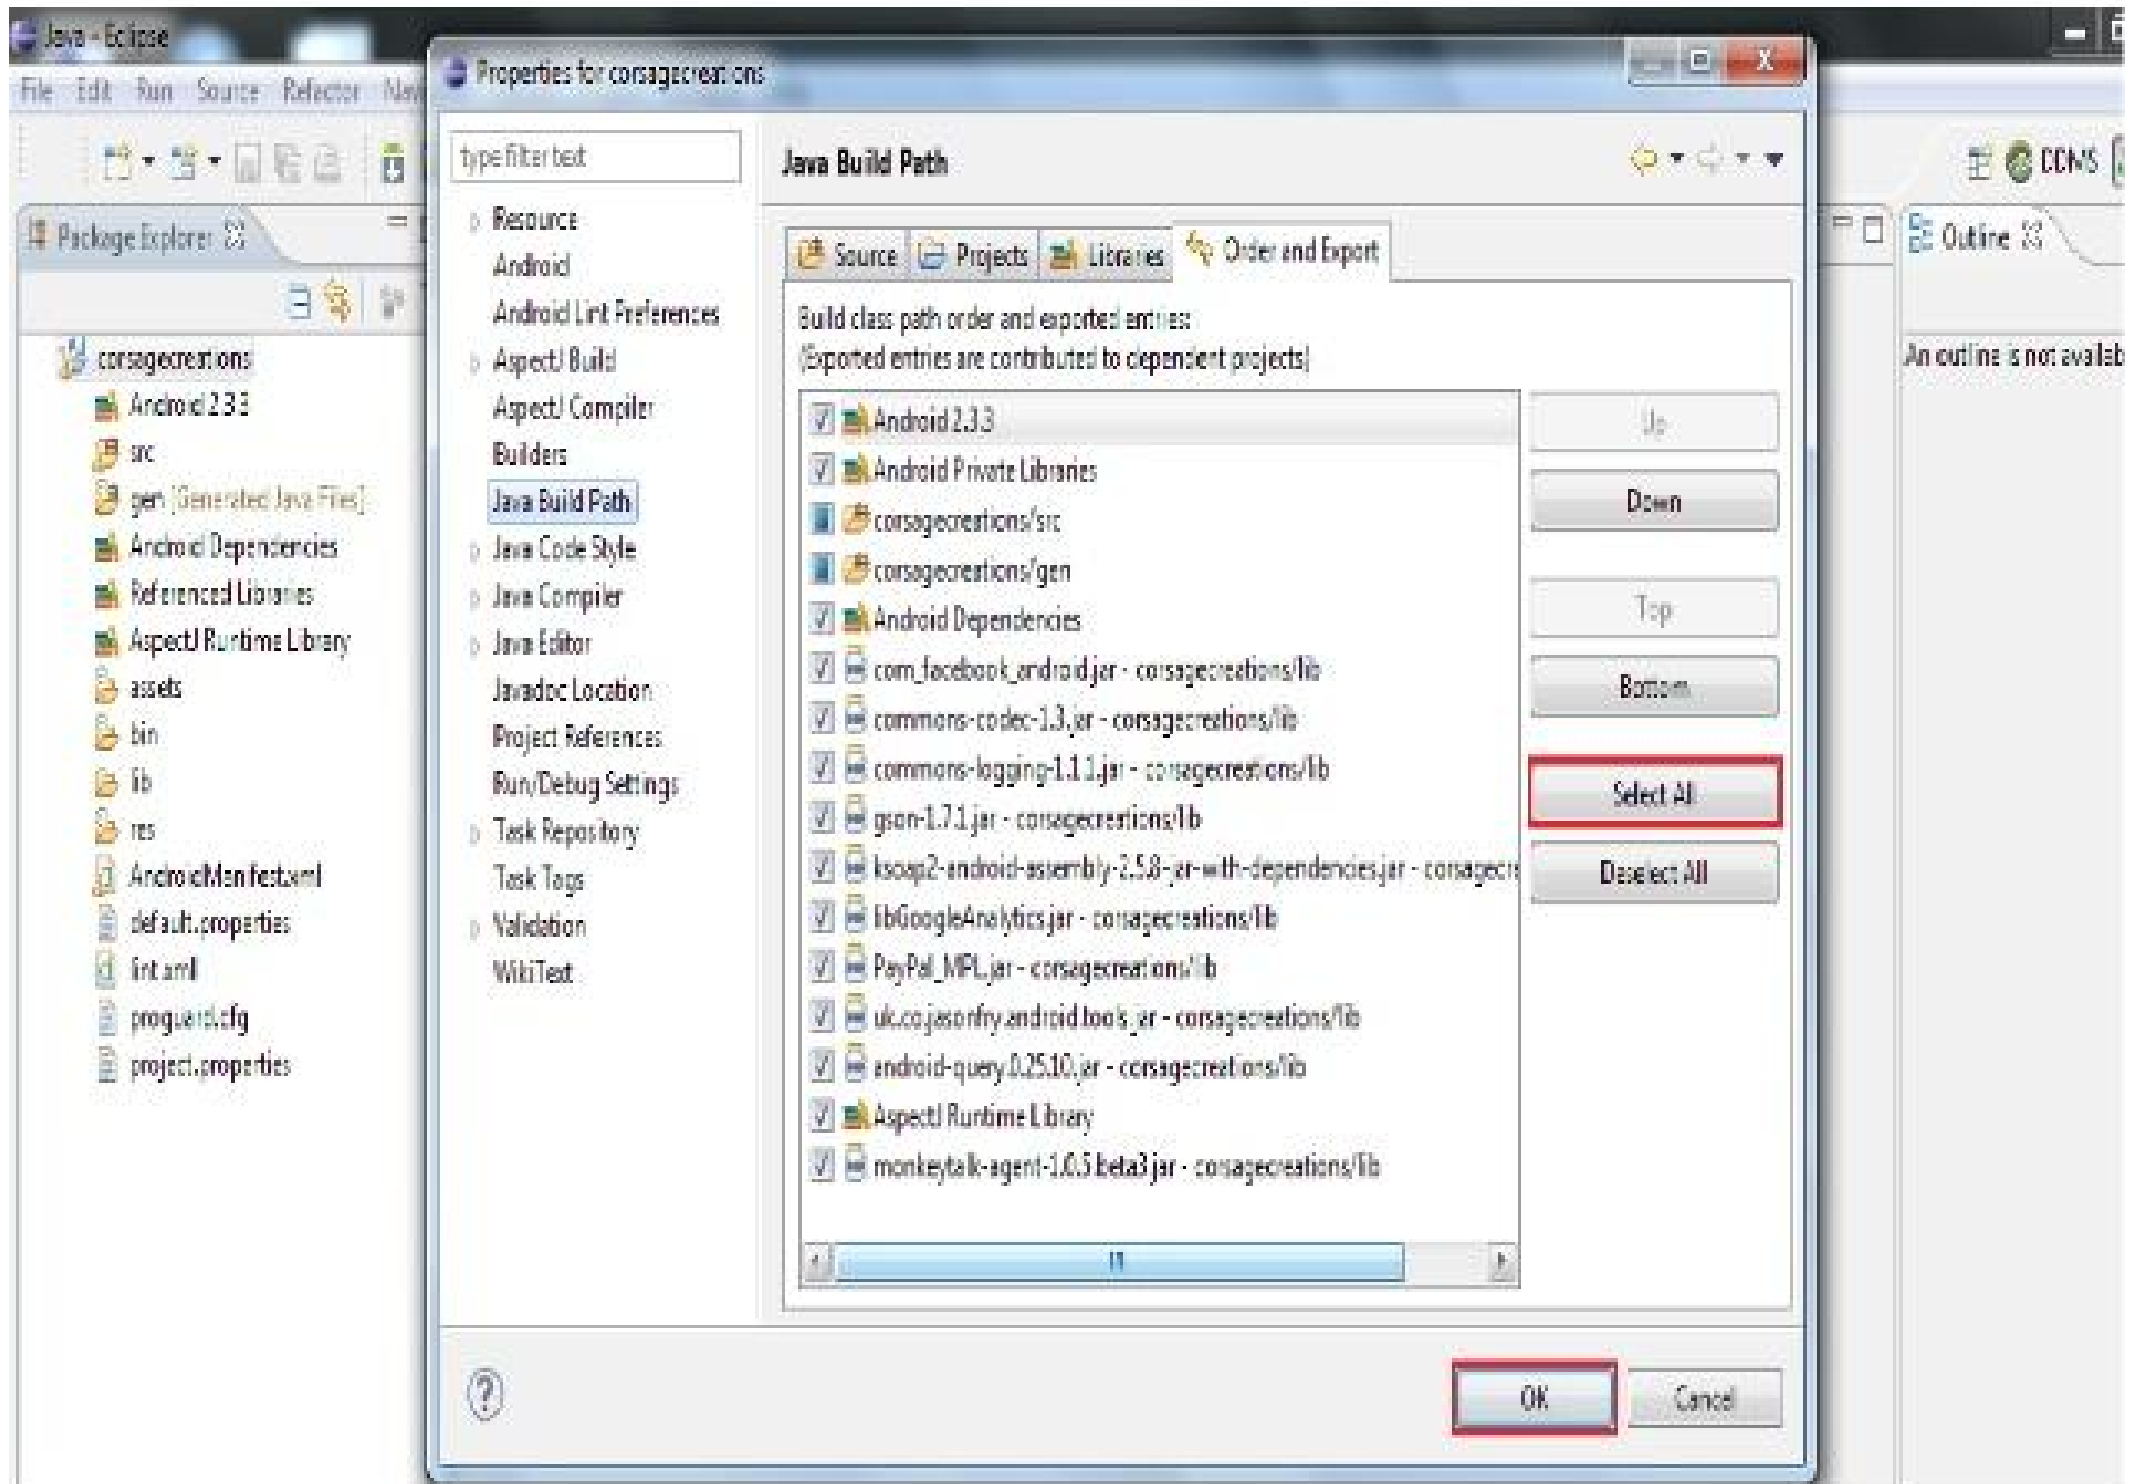 Java - Eclipse
File Edit Run Source Refactor Nav
Package Explorer
corsagecreations
Android 2.3.3
src
gen [Generated Java Files]
Android Dependencies
Referenced Libraries
AspectJ Runtime Library
assets
bin
lib
res
AndroidManifest.xml
default.properties
lint.xml
proguard.cfg
project.properties
Properties for corsagecreations
type filter text
Resource
Android
Android Lint Preferences
AspectJ Build
AspectJ Compiler
Builders
Java Build Path
Java Code Style
Java Compiler
Java Editor
Javadoc Location
Project References
Run/Debug Settings
Task Repository
Task Tags
Validation
WikiText
Java Build Path
Source Projects Libraries Order and Export
Build class path order and exported entries:
(Exported entries are contributed to dependent projects)
Android 2.3.3
Android Private Libraries
corsagecreations/src
corsagecreations/gen
Android Dependencies
com_facebook_android.jar - corsagecreations/lib
commons-codec-1.3.jar - corsagecreations/lib
commons-logging-1.1.1.jar - corsagecreations/lib
gson-1.7.1.jar - corsagecreations/lib
ksoap2-android-assembly-2.5.8-jar-with-dependencies.jar - corsagecre
libGoogleAnalytics.jar - corsagecreations/lib
PayPal_MPL.jar - corsagecreations/lib
uk.co.jasonfry.android.tools.jar - corsagecreations/lib
android-query.0.25.10.jar - corsagecreations/lib
AspectJ Runtime Library
monkeytalk-agent-1.0.5.beta3.jar - corsagecreations/lib
Up
Down
Top
Bottom
Select All
Deselect All
OK Cancel
DDMS
Outline
An outline is not availab